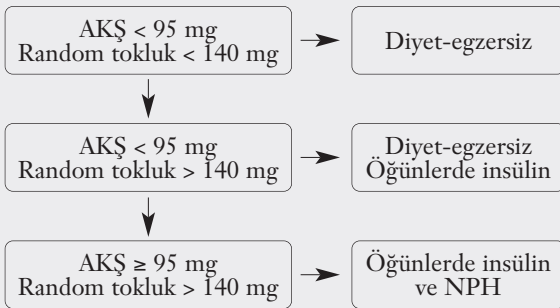 AKŞ < 95 mg
Random tokluk < 140 mg
Diyet-egzersiz
AKŞ < 95 mg
Random tokluk > 140 mg
Diyet-egzersiz
Öğünlerde insülin
AKŞ ≥ 95 mg
Random tokluk > 140 mg
Öğünlerde insülin
ve NPH